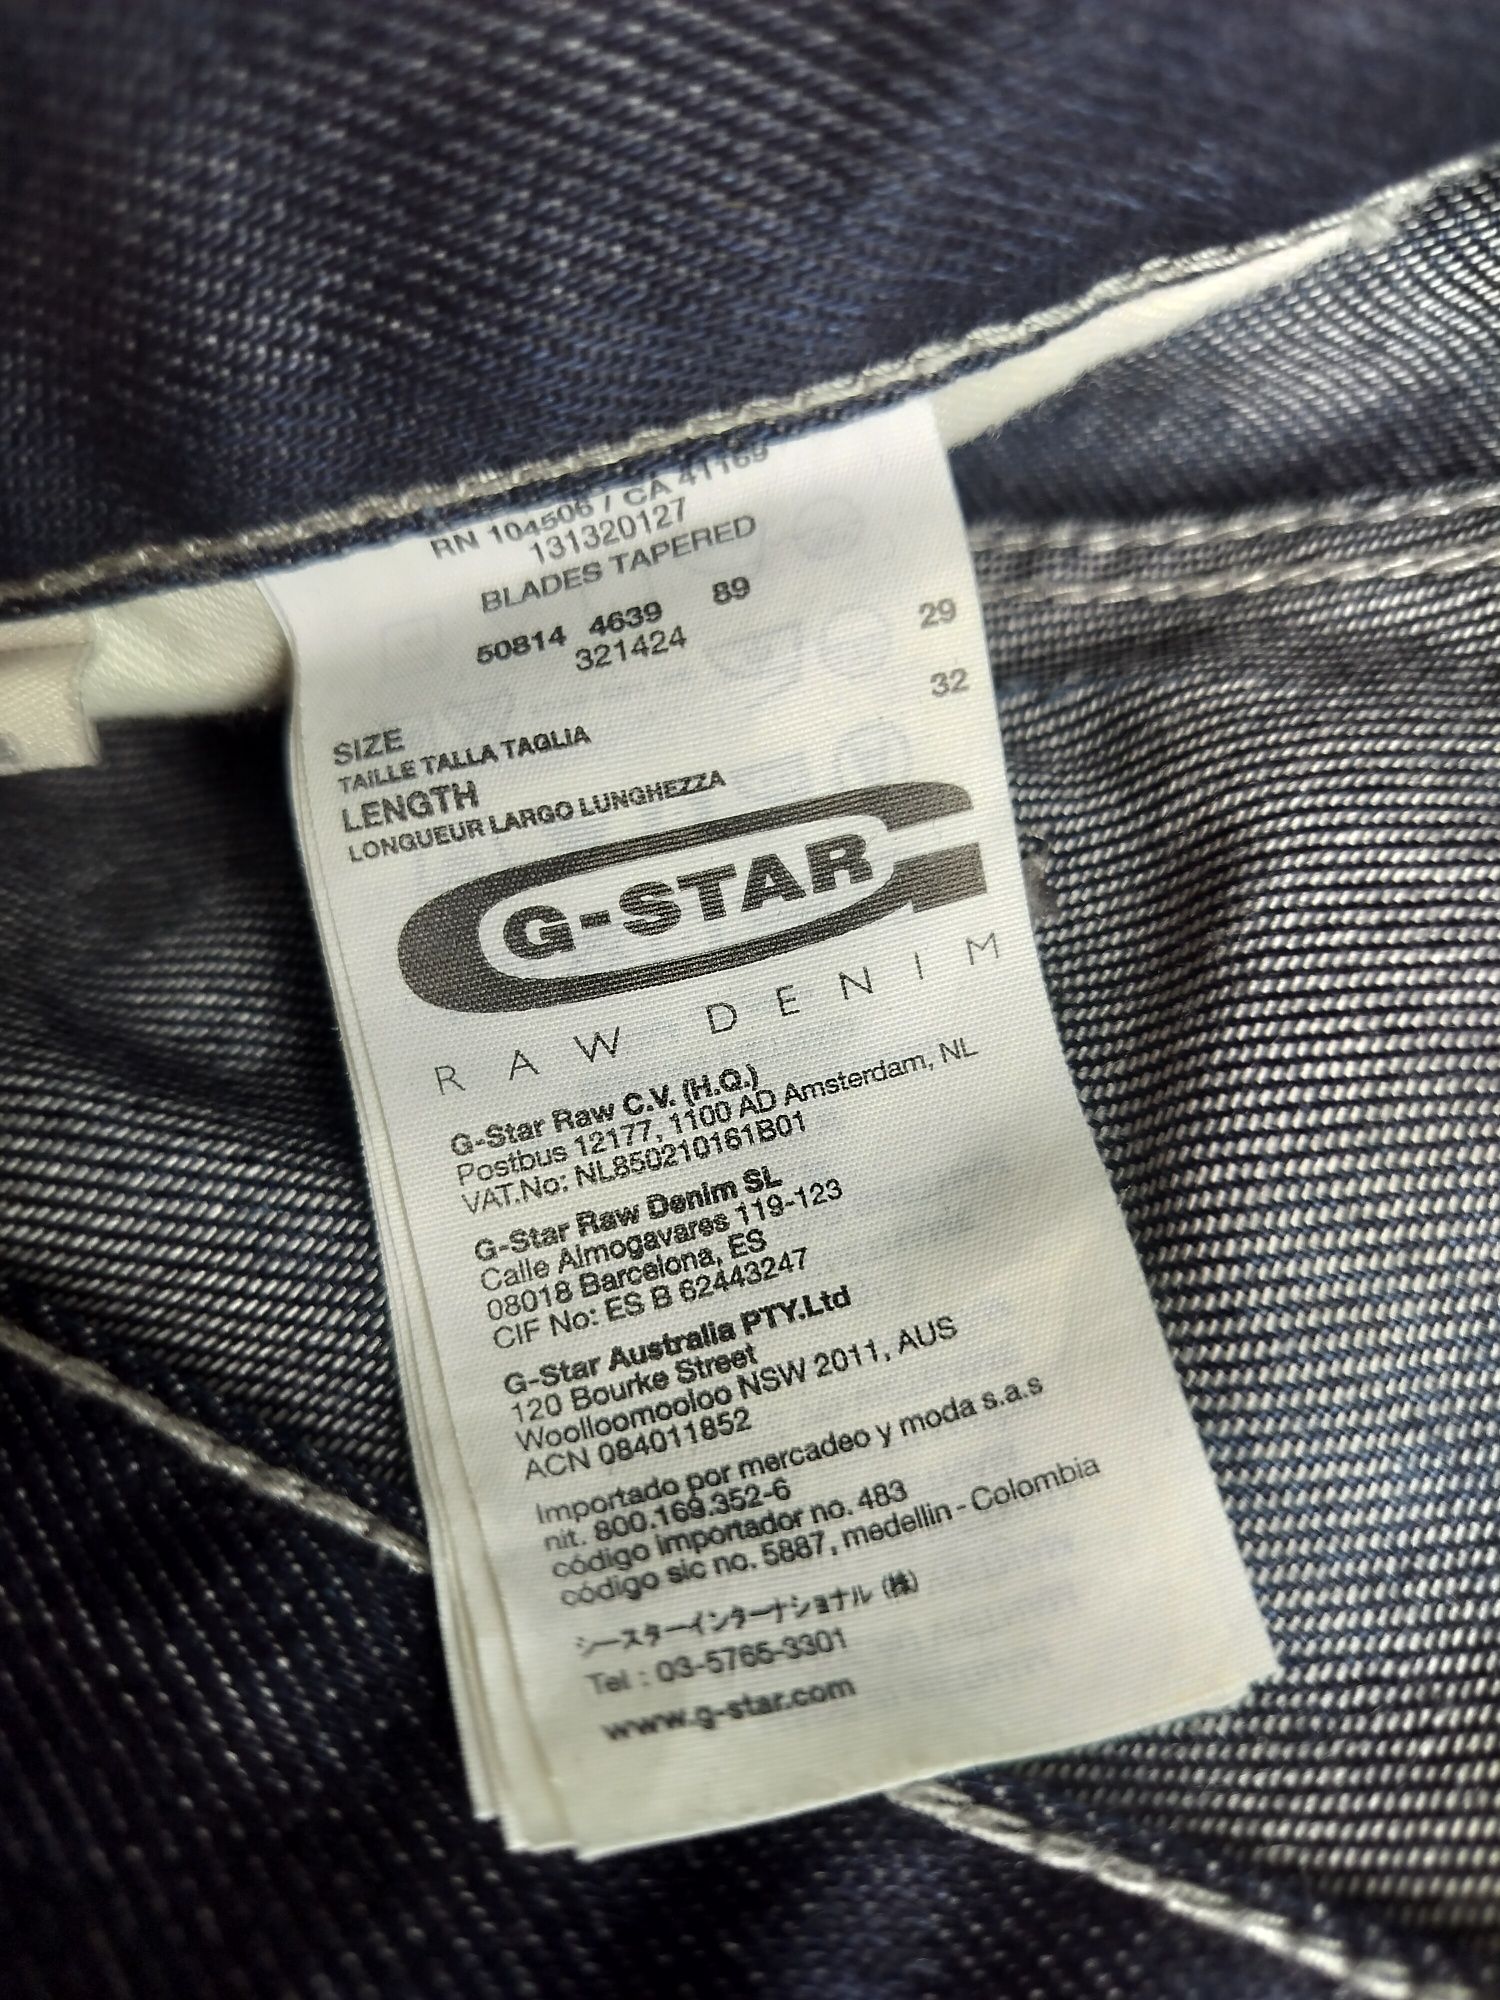 RN 104506 / CA 41169
131320127
BLADES TAPERED
50814 4639 89
321424
SIZE 29
TAILLE TALLA TAGLIA
LENGTH 32
LONGUEUR LARGO LUNGHEZZA
G-STAR
RAW DENIM
G-Star Raw C.V. (H.Q.)
Postbus 12177, 1100 AD Amsterdam, NL
VAT.No: NL850210161B01
G-Star Raw Denim SL
Calle Almogavares 119-123
08018 Barcelona, ES
CIF No: ES B 62443247
G-Star Australia PTY.Ltd
120 Bourke Street
Woolloomooloo NSW 2011, AUS
ACN 084011852
Importado por mercadeo y moda s.a.s
nit. 800.169.352-6
código importador no. 483
código sic no. 5887, medellin - Colombia
ジースターインターナショナル (株)
Tel : 03-5765-3301
www.g-star.com